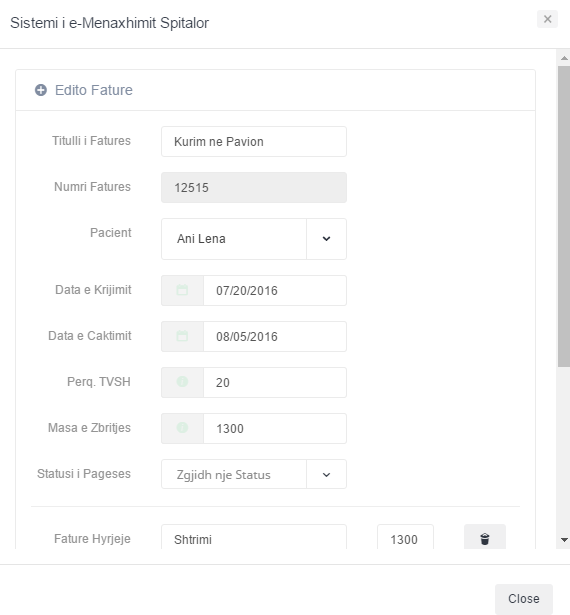 Sistemi i e-Menaxhimit Spitalor
×
Edito Fature
Titulli i Fatures Kurim ne Pavion
Numri Fatures 12515
Pacient Ani Lena
Data e Krijimit 07/20/2016
Data e Caktimit 08/05/2016
Perq. TVSH 20
Masa e Zbritjes 1300
Statusi i Pageses Zgjidh nje Status
Fature Hyrjeje Shtrimi 1300
Close